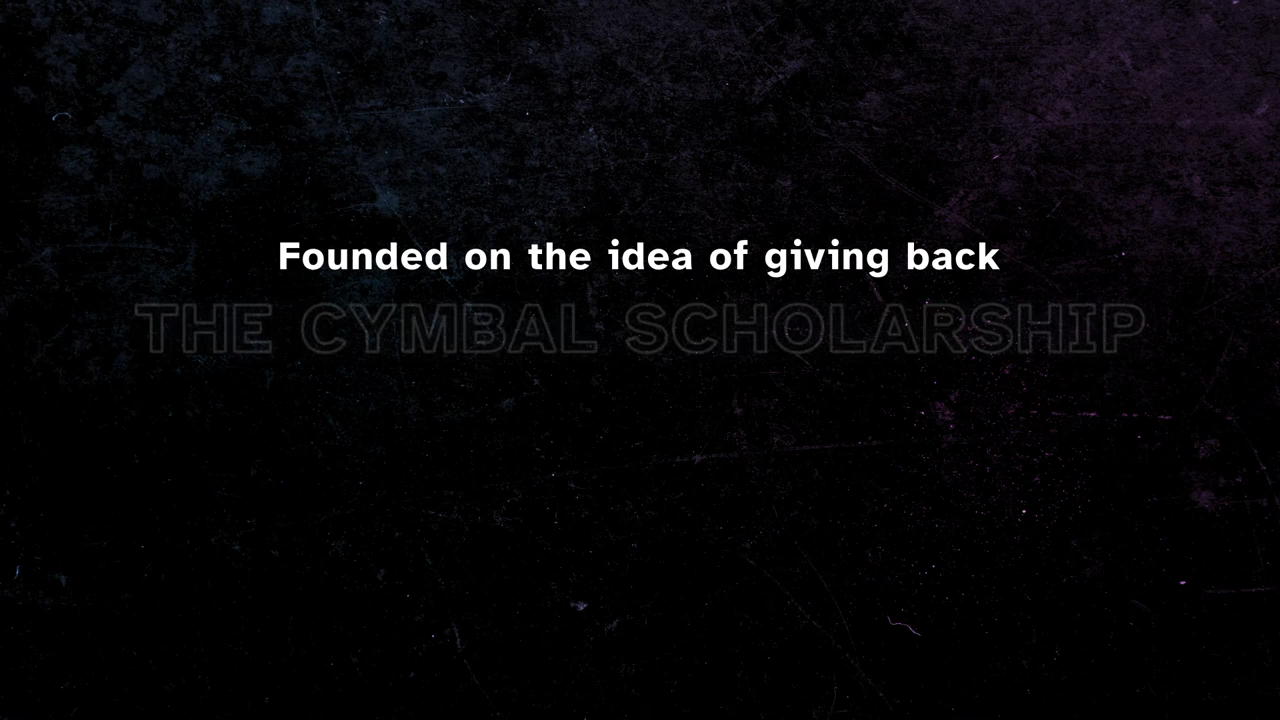 Founded on the idea of giving back
THE CYMBAL SCHOLARSHIP